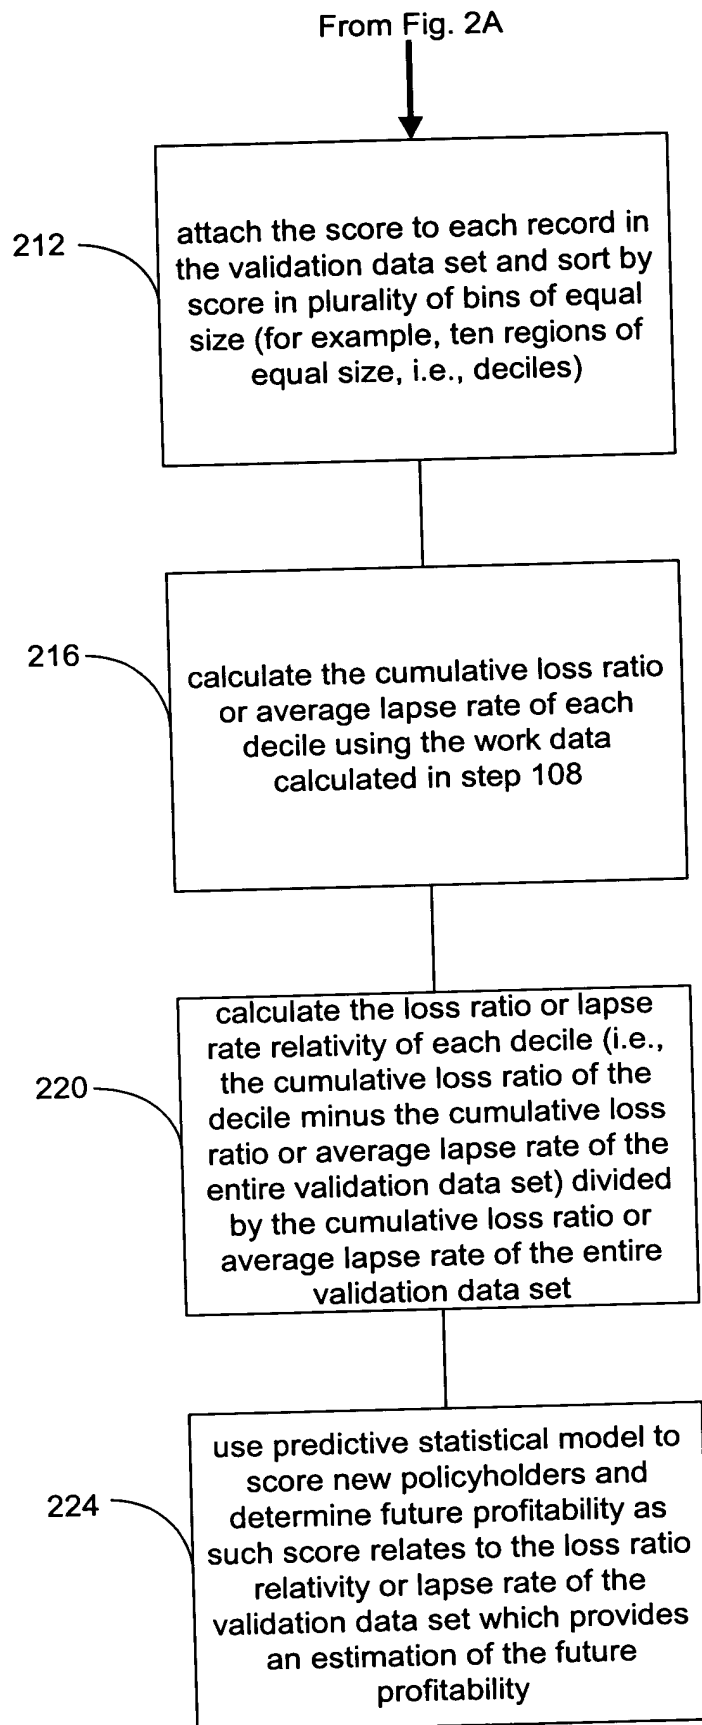 From Fig. 2A
212
attach the score to each record in
the validation data set and sort by
score in plurality of bins of equal
size (for example, ten regions of
equal size, i.e., deciles)
216
calculate the cumulative loss ratio
or average lapse rate of each
decile using the work data
calculated in step 108
220
calculate the loss ratio or lapse
rate relativity of each decile (i.e.,
the cumulative loss ratio of the
decile minus the cumulative loss
ratio or average lapse rate of the
entire validation data set) divided
by the cumulative loss ratio or
average lapse rate of the entire
validation data set
224
use predictive statistical model to
score new policyholders and
determine future profitability as
such score relates to the loss ratio
relativity or lapse rate of the
validation data set which provides
an estimation of the future
profitability